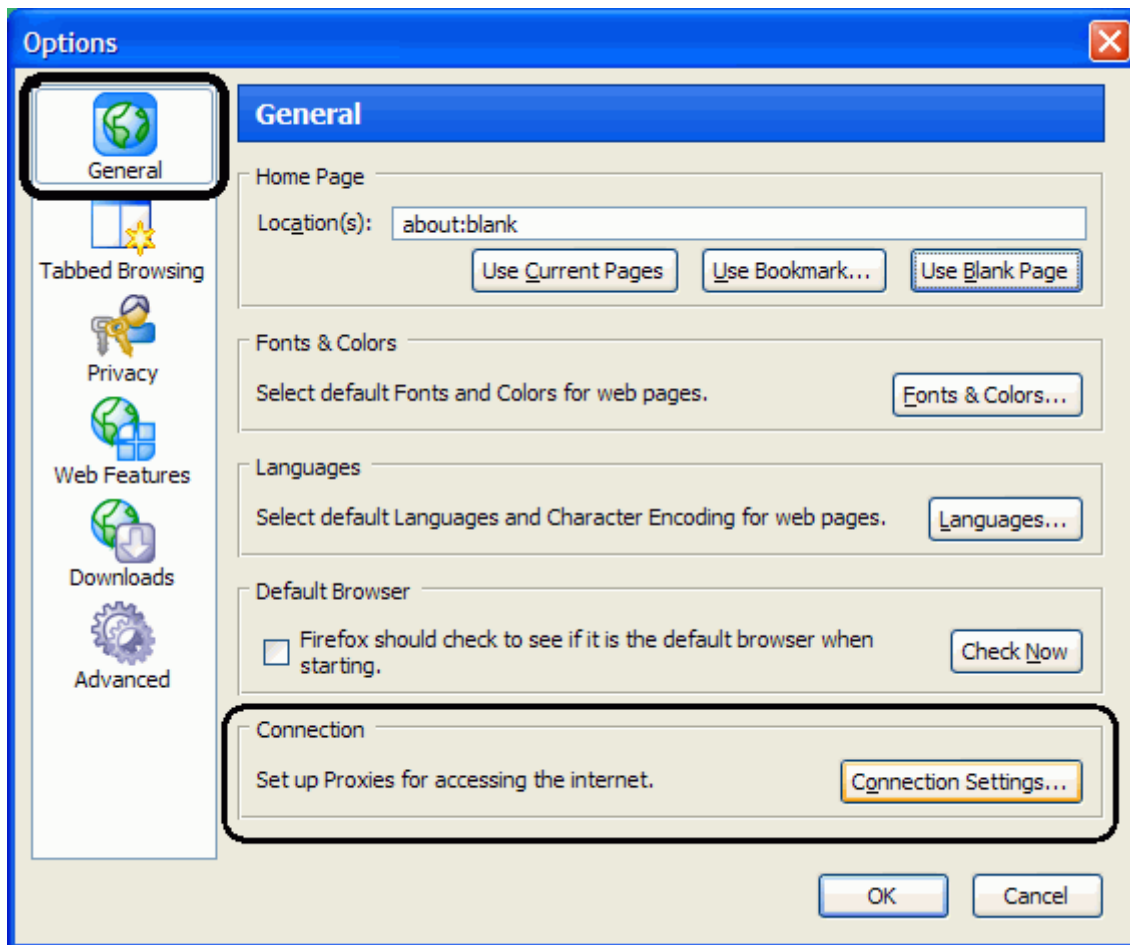 Options
General
Tabbed Browsing
Privacy
Web Features
Downloads
Advanced
General
Home Page
Location(s): about:blank
Use Current Pages Use Bookmark... Use Blank Page
Fonts & Colors
Select default Fonts and Colors for web pages. Fonts & Colors...
Languages
Select default Languages and Character Encoding for web pages. Languages...
Default Browser
Firefox should check to see if it is the default browser when
starting.
Check Now
Connection
Set up Proxies for accessing the internet. Connection Settings...
OK Cancel